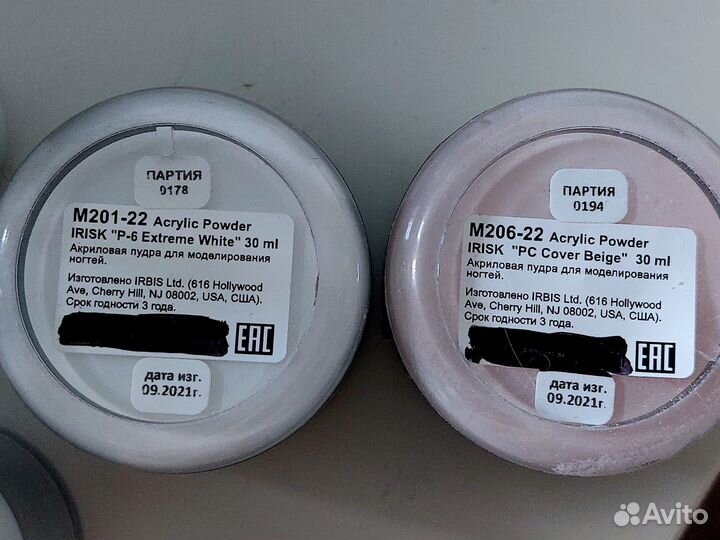 ПАРТИЯ
0178
M201-22 Acrylic Powder
IRISK "P-6 Extreme White" 30 ml
Акриловая пудра для моделирования
ногтей.
Изготовлено IRBIS Ltd. (616 Hollywood
Ave, Cherry Hill, NJ 08002, USA, США).
Срок годности 3 года.
EAC
дата изг.
09.2021г.
ПАРТИЯ
0194
M206-22 Acrylic Powder
IRISK "PC Cover Beige" 30 ml
Акриловая пудра для моделирования
ногтей.
Изготовлено IRBIS Ltd. (616 Hollywood
Ave, Cherry Hill, NJ 08002, USA, США).
Срок годности 3 года.
EAC
дата изг.
09.2021г.
Avito